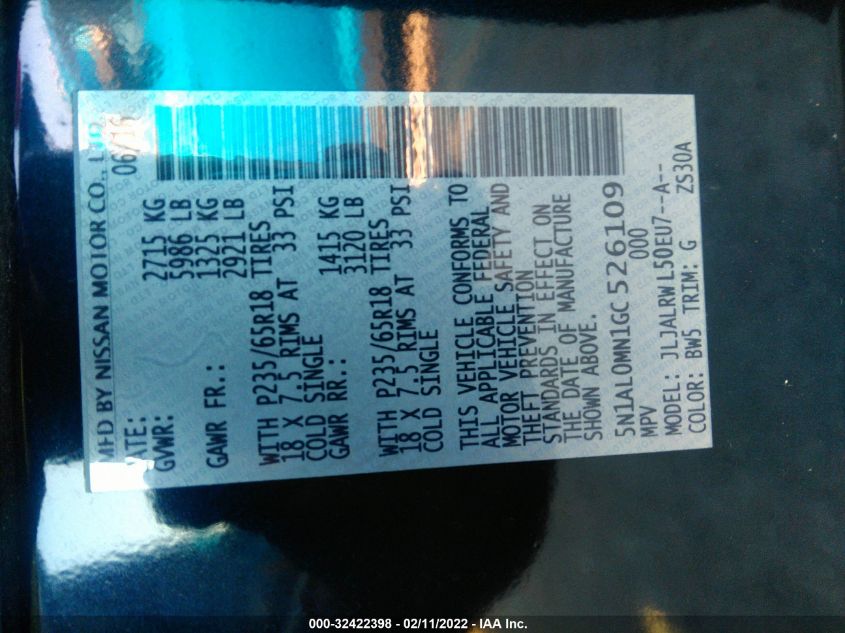 MFD BY NISSAN MOTOR CO., LTD.
DATE: 06/16
GVWR: 2715 KG
5986 LB
GAWR FR.: 1325 KG
2921 LB
WITH P235/65R18 TIRES
18 X 7.5 RIMS AT 33 PSI
COLD SINGLE
GAWR RR.: 1415 KG
3120 LB
WITH P235/65R18 TIRES
18 X 7.5 RIMS AT 33 PSI
COLD SINGLE
THIS VEHICLE CONFORMS TO
ALL APPLICABLE FEDERAL
MOTOR VEHICLE SAFETY AND
THEFT PREVENTION
STANDARDS IN EFFECT ON
THE DATE OF MANUFACTURE
SHOWN ABOVE.
5N1AL0MN1GC526109
MPV 000
MODEL: JLJALRWL50EU7--A--
COLOR: BW5 TRIM: G ZS30A
000-32422398 - 02/11/2022 - IAA Inc.